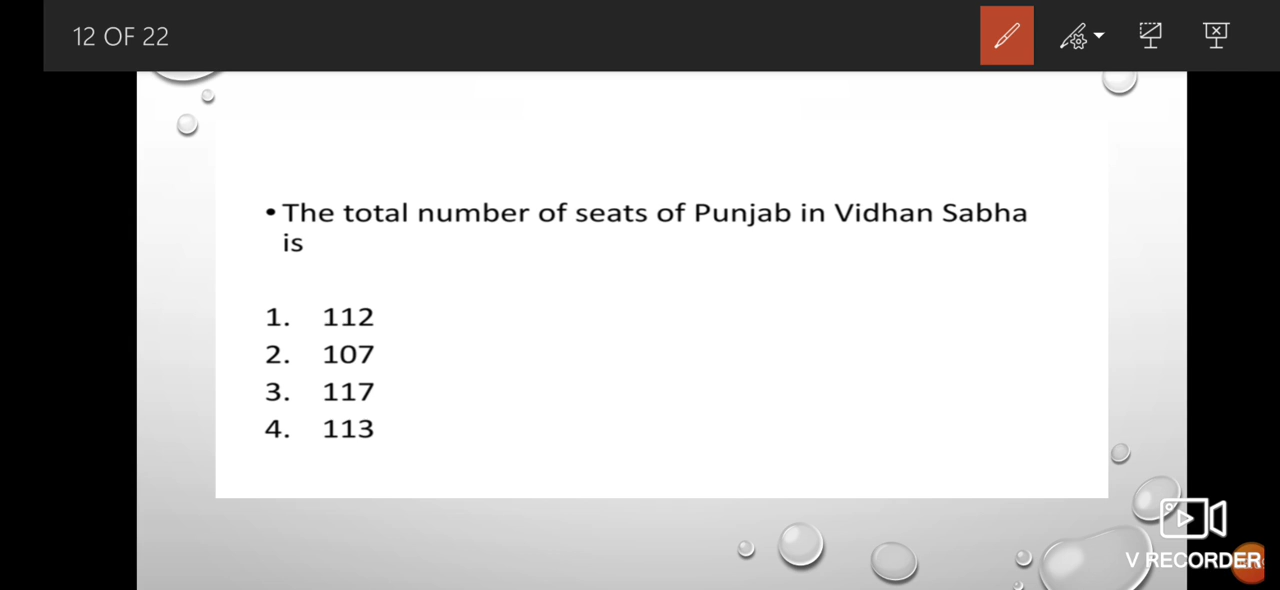 12 OF 22
• The total number of seats of Punjab in Vidhan Sabha
is
1. 112
2. 107
3. 117
4. 113
V RECORDER